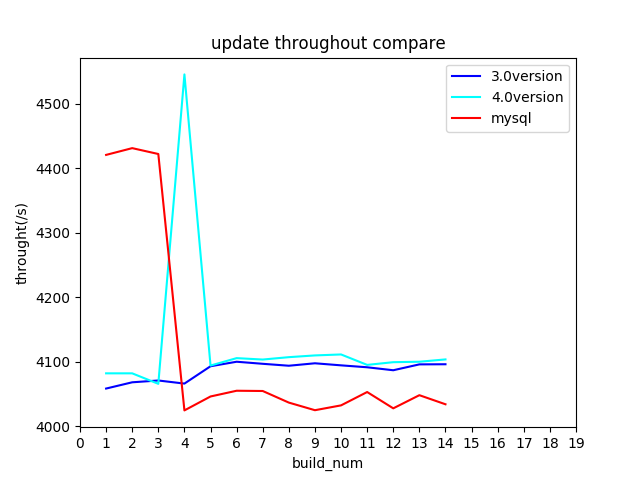 update throughout compare
3.0version
4.0version
mysql
throught(/s)
4500
4400
4300
4200
4100
4000
0 1 2 3 4 5 6 7 8 9 10 11 12 13 14 15 16 17 18 19
build_num